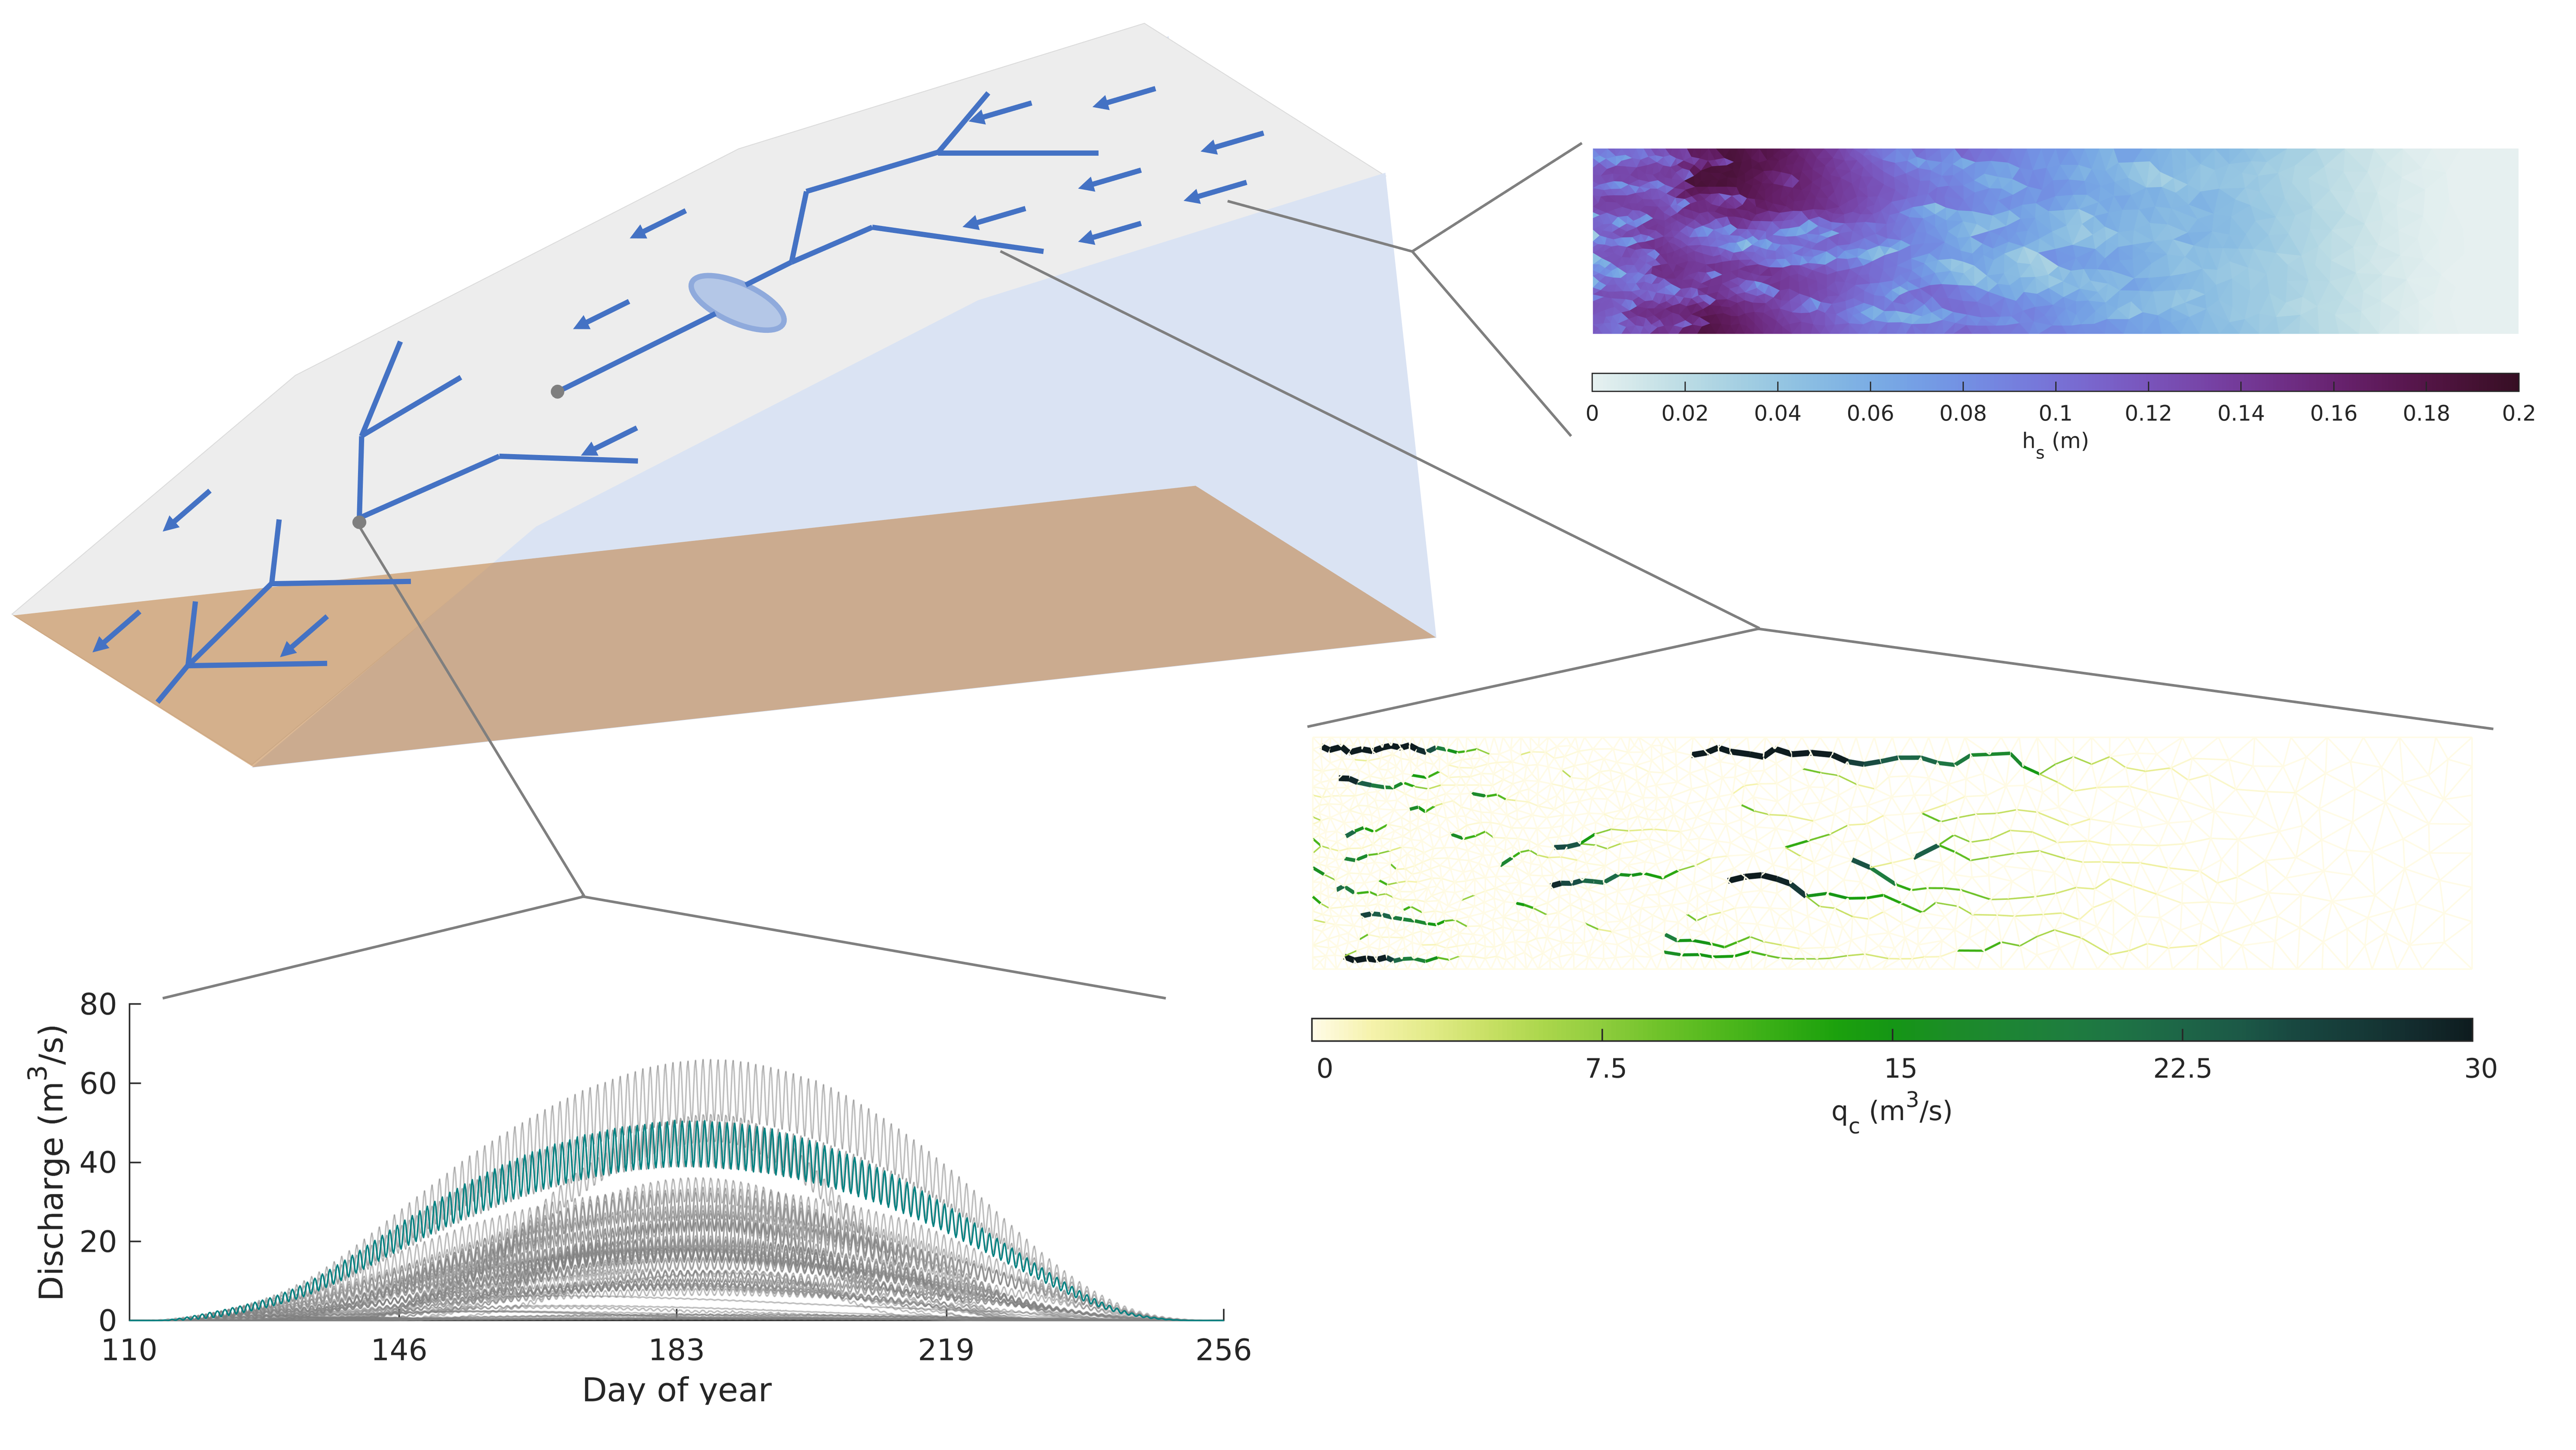 0 0.02 0.04 0.06 0.08 0.1 0.12 0.14 0.16 0.18 0.2
h_s (m)
0 7.5 15 22.5 30
q_c (m^3/s)
80
60
40
20
0
Discharge (m^3/s)
110 146 183 219 256
Day of year